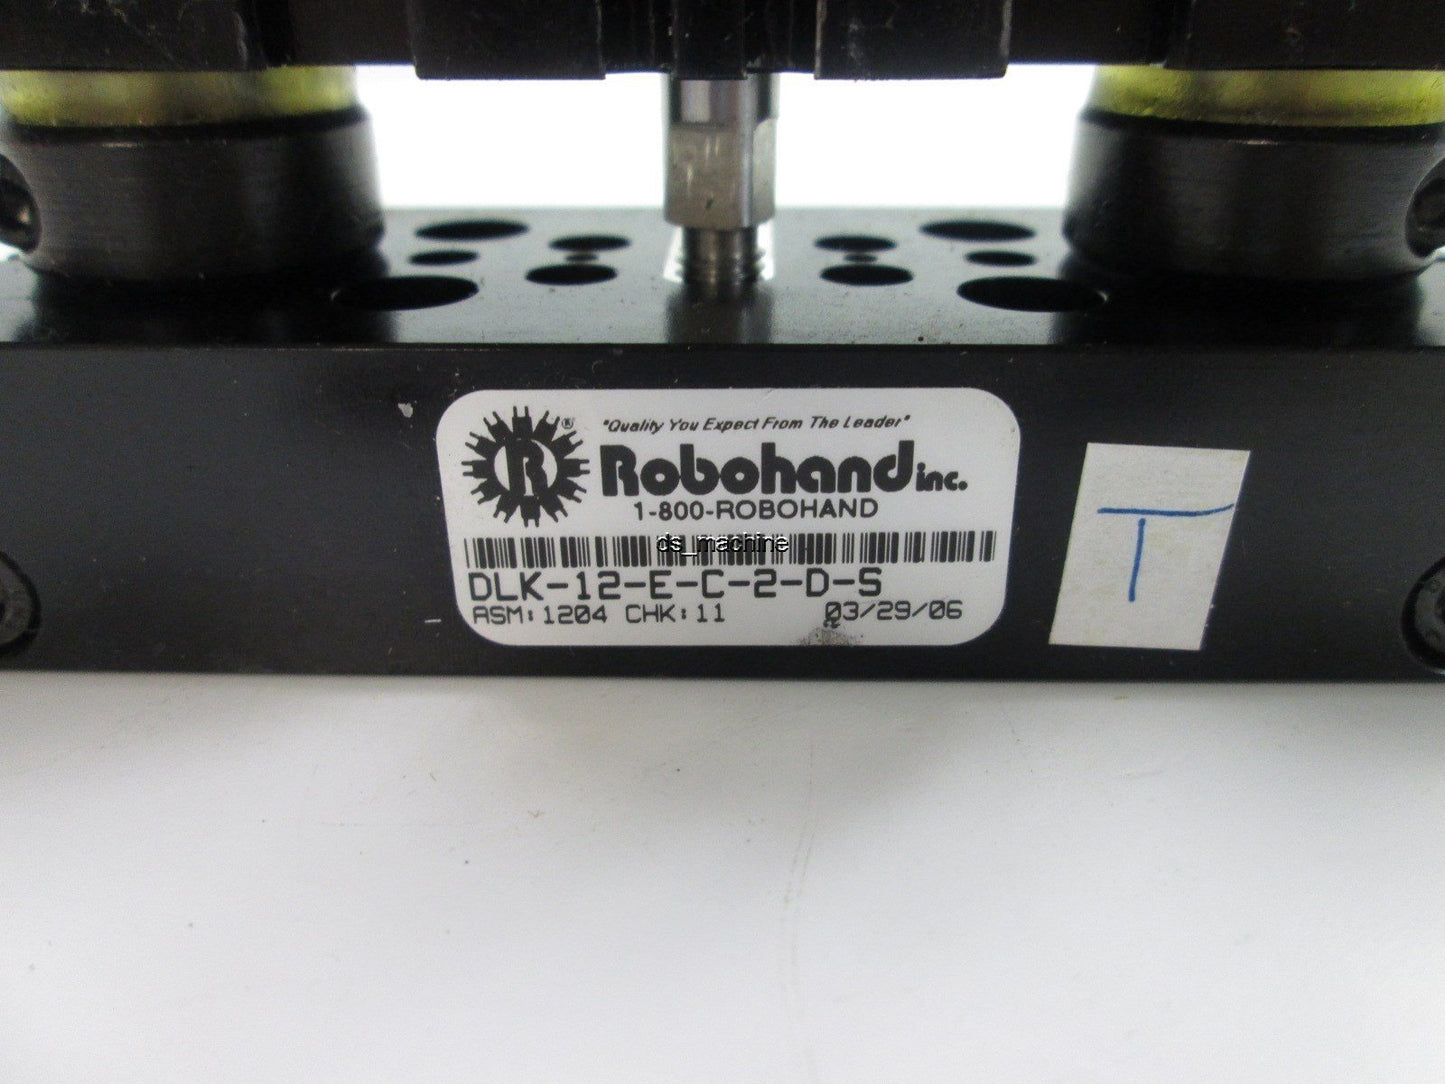 "Quality You Expect From The Leader"
R ®
Robohand inc.
1-800-ROBOHAND
ds_machine
DLK-12-E-C-2-D-S
ASM: 1204 CHK: 11 03/29/06
T